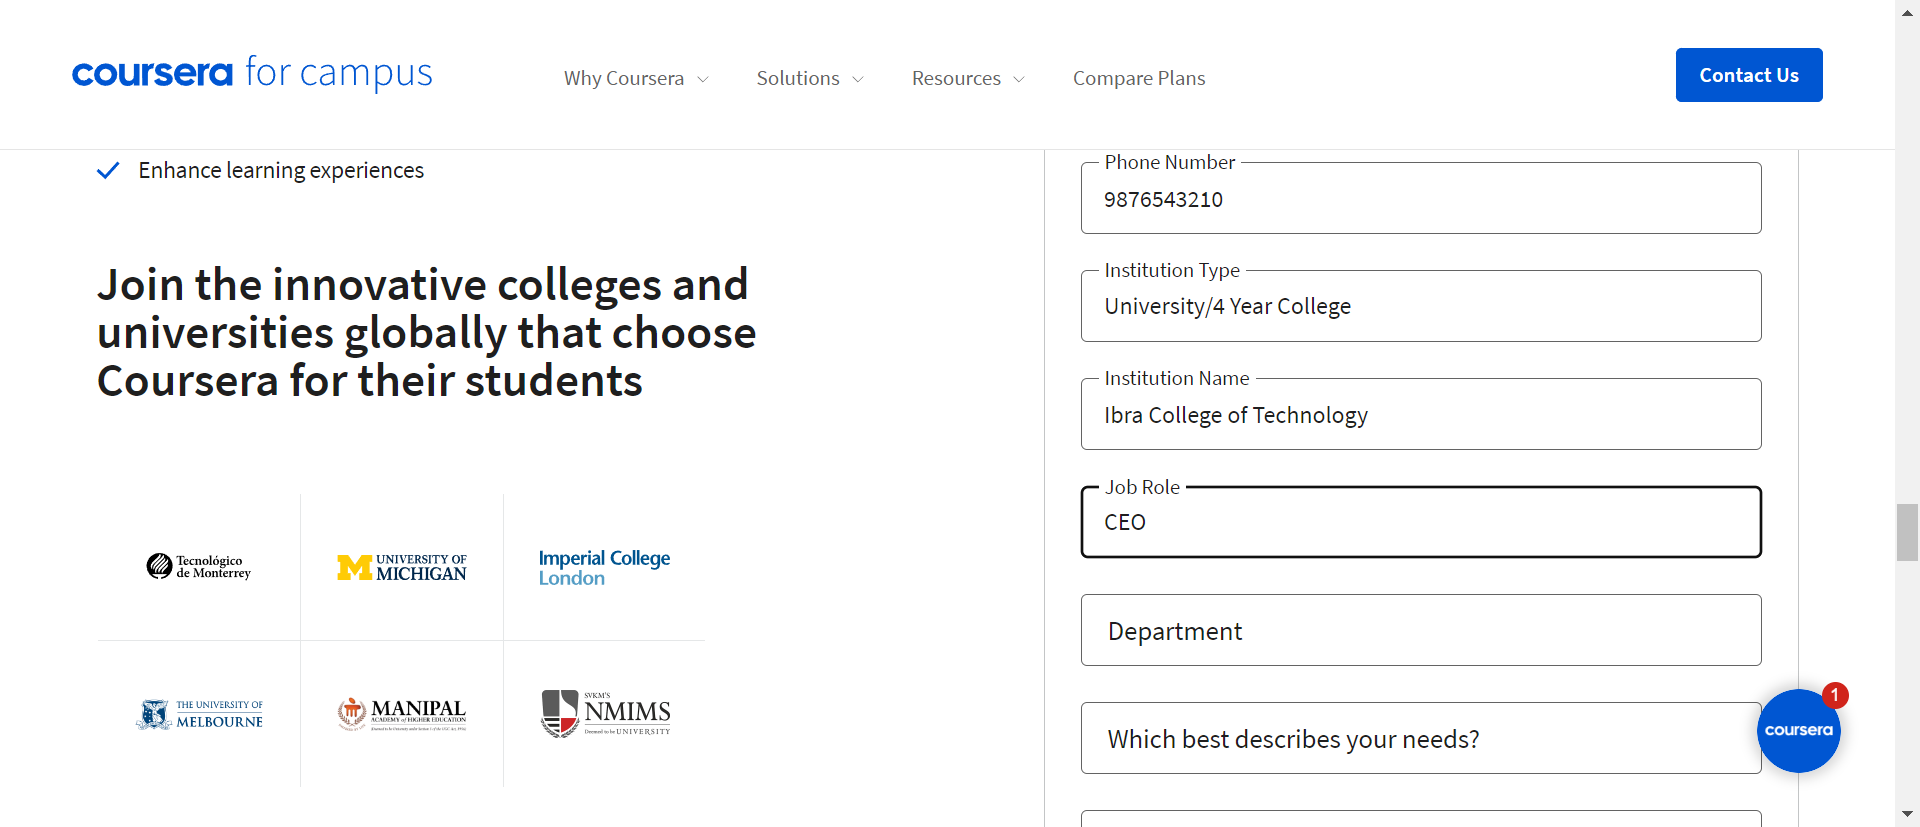 coursera for campus
Why Coursera
Solutions
Resources
Compare Plans
Contact Us
Enhance learning experiences
Join the innovative colleges and
universities globally that choose
Coursera for their students
Tecnológico
de Monterrey
UNIVERSITY OF
MICHIGAN
Imperial College
London
THE UNIVERSITY OF
MELBOURNE
MANIPAL
ACADEMY of HIGHER EDUCATION
SVKM'S
NMIMS
Deemed to be UNIVERSITY
Phone Number
9876543210
Institution Type
University/4 Year College
Institution Name
Ibra College of Technology
Job Role
CEO
Department
Which best describes your needs?
1
coursera